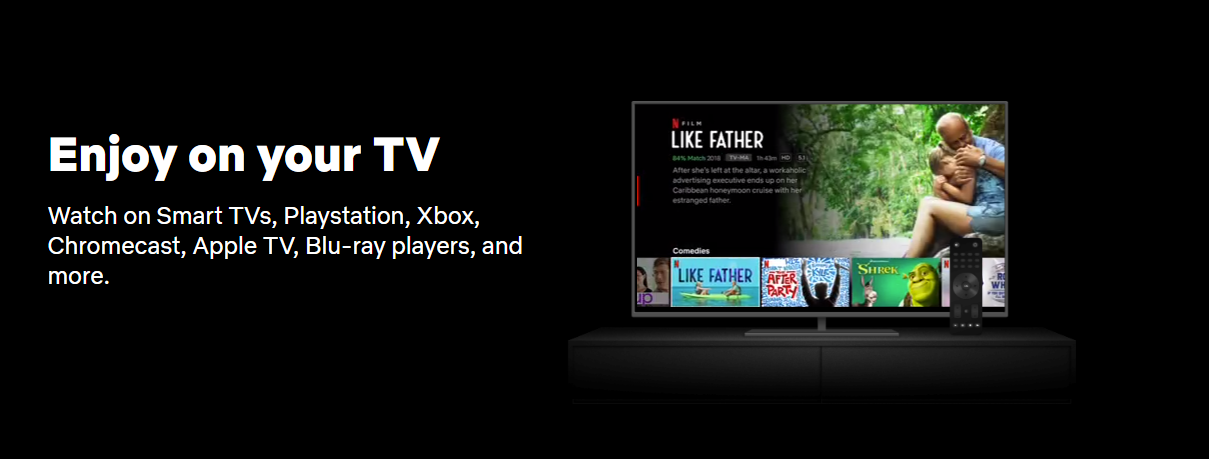 Enjoy on your TV
Watch on Smart TVs, Playstation, Xbox,
Chromecast, Apple TV, Blu-ray players, and
more.
N FILM
LIKE FATHER
84% Match 2018 TV-MA 1h 43m HD 5.1
After she's left at the altar, a workaholic
advertising executive ends up on her
Caribbean honeymoon cruise with her
estranged father.
Comedies
UP
N
LIKE FATHER
N
THE
AFTER
PARTY
SHREK
N